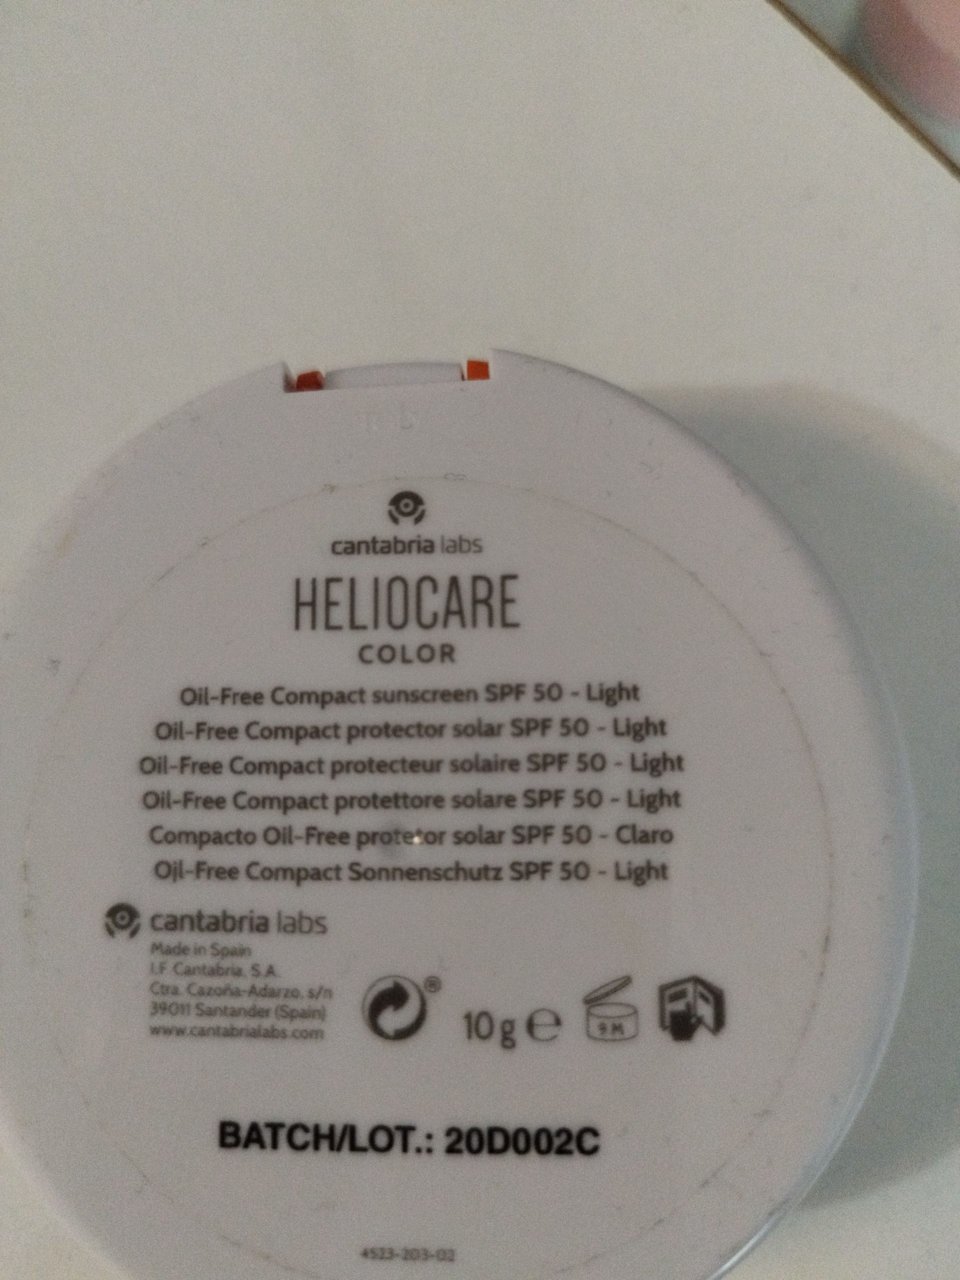 cantabria labs
HELIOCARE
COLOR
Oil-Free Compact sunscreen SPF 50 - Light
Oil-Free Compact protector solar SPF 50 - Light
Oil-Free Compact protecteur solaire SPF 50 - Light
Oil-Free Compact protettore solare SPF 50 - Light
Compacto Oil-Free protetor solar SPF 50 - Claro
Oil-Free Compact Sonnenschutz SPF 50 - Light
cantabria labs
Made in Spain
I.F. Cantabria, S.A.
Ctra. Cazoña-Adarzo, s/n
39011 Santander (Spain)
www.cantabrialabs.com
® 10 g e 9 M
BATCH/LOT.: 20D002C
4523-203-02